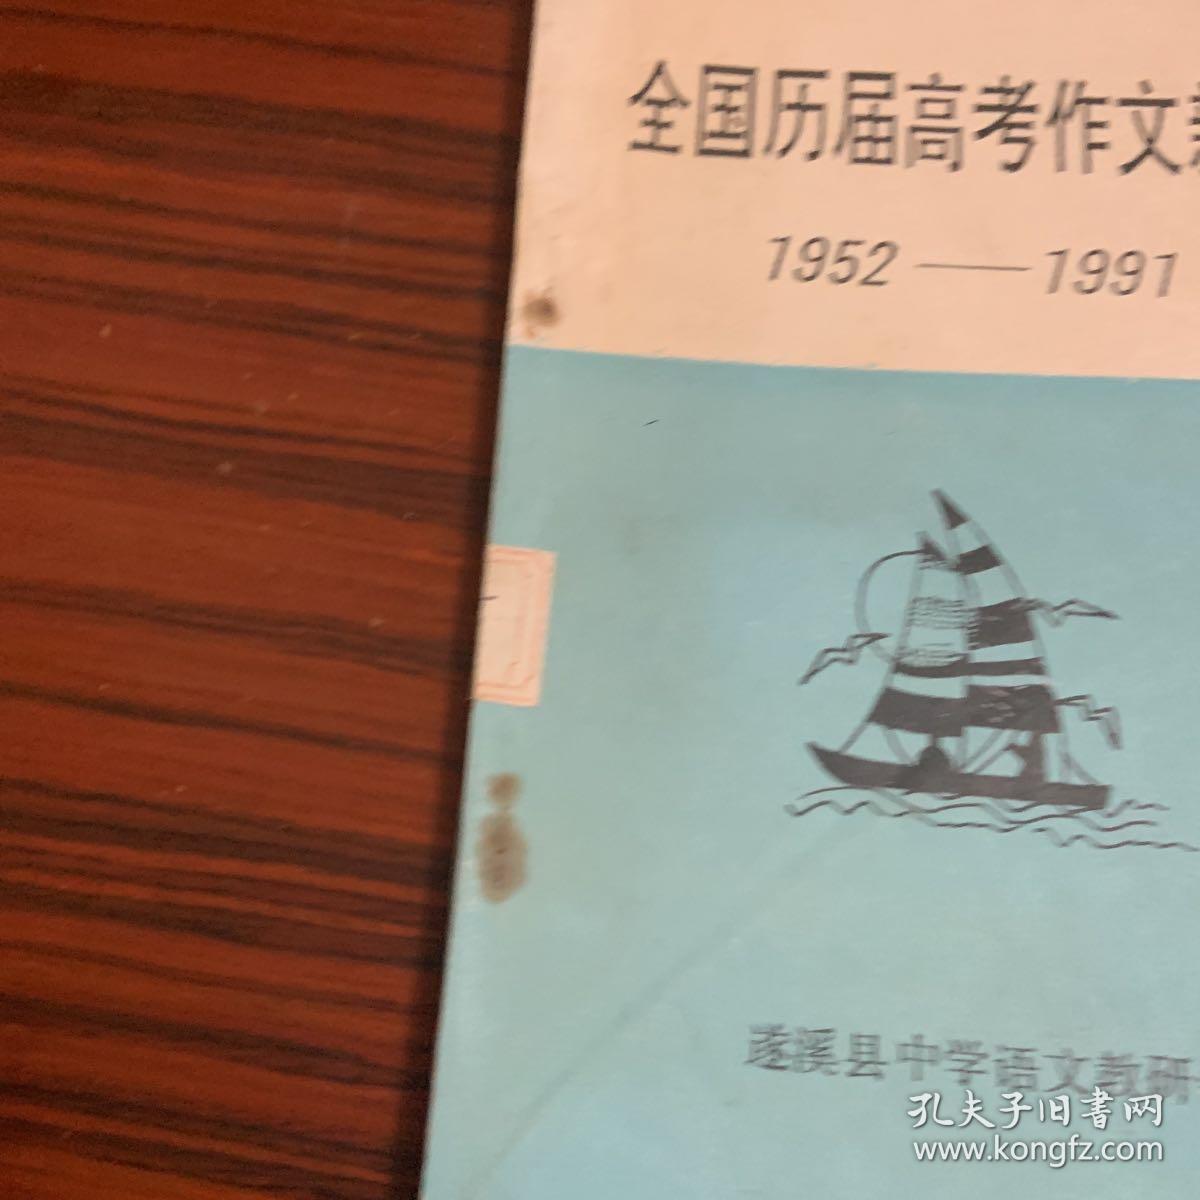 全国历届高考作文
1952——1991
遂溪县中学语文教研
孔夫子旧书网
www.kongfz.com